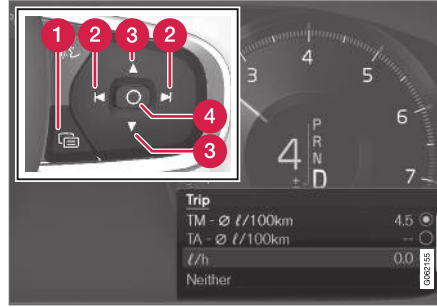 1
2
3
2
4
3
3
4
5
6
7
4
P
R
N
± D
Trip
TM - Ø ℓ/100km 4.5
TA - Ø ℓ/100km --
ℓ/h 0.0
Neither
G062155